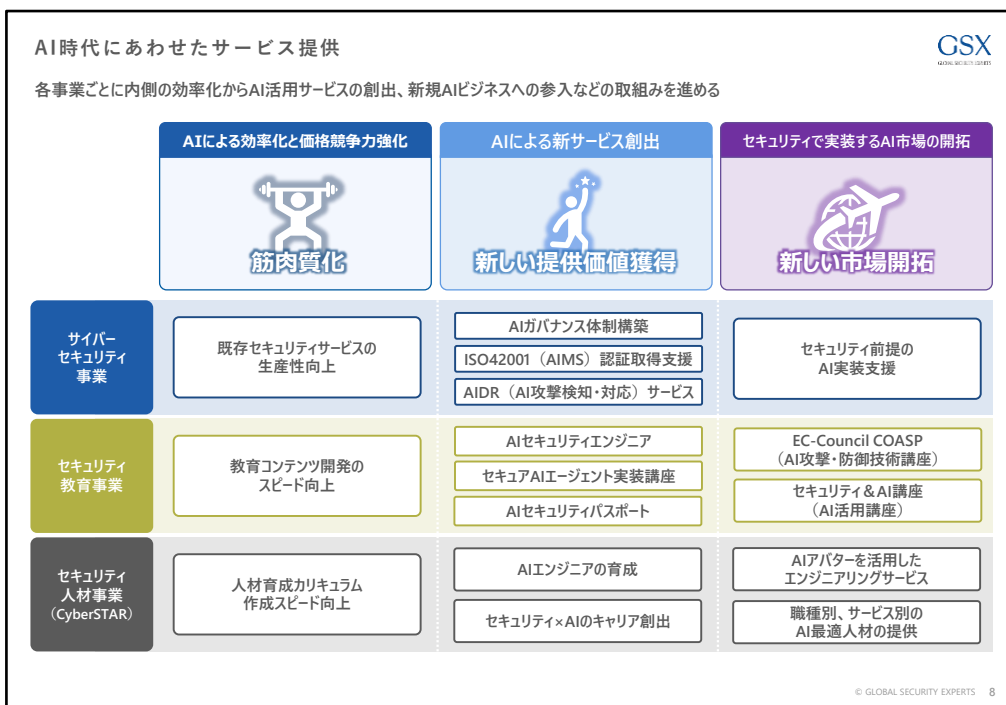 AI時代にあわせたサービス提供
GSX
GLOBAL SECURITY EXPERTS
各事業ごとに内側の効率化からAI活用サービスの創出、新規AIビジネスへの参入などの取組みを進める
AIによる効率化と価格競争力強化
筋肉質化
AIによる新サービス創出
新しい提供価値獲得
セキュリティで実装するAI市場の開拓
新しい市場開拓
サイバー
セキュリティ
事業
既存セキュリティサービスの
生産性向上
AIガバナンス体制構築
ISO42001（AIMS）認証取得支援
AIDR（AI攻撃検知・対応）サービス
セキュリティ前提の
AI実装支援
セキュリティ
教育事業
教育コンテンツ開発の
スピード向上
AIセキュリティエンジニア
セキュアAIエージェント実装講座
AIセキュリティパスポート
EC-Council COASP
（AI攻撃・防御技術講座）
セキュリティ＆AI講座
（AI活用講座）
セキュリティ
人材事業
（CyberSTAR）
人材育成カリキュラム
作成スピード向上
AIエンジニアの育成
セキュリティ×AIのキャリア創出
AIアバターを活用した
エンジニアリングサービス
職種別、サービス別の
AI最適人材の提供
© GLOBAL SECURITY EXPERTS 8